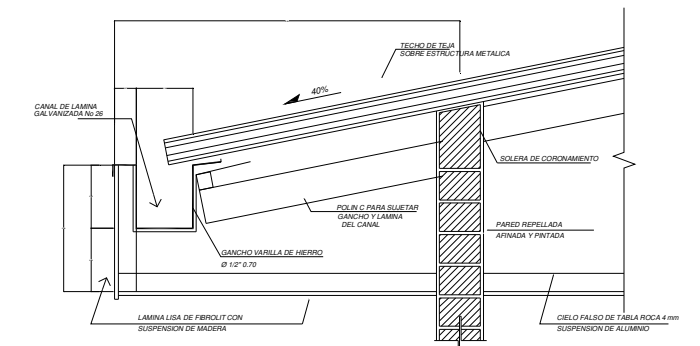 TECHO DE TEJA
SOBRE ESTRUCTURA METALICA
40%
CANAL DE LAMINA
GALVANIZADA No 26
SOLERA DE CORONAMIENTO
POLIN C PARA SUJETAR
GANCHO Y LAMINA
DEL CANAL
PARED REPELLADA
AFINADA Y PINTADA
GANCHO VARILLA DE HIERRO
Ø 1/2" 0.70
LAMINA LISA DE FIBROLIT CON
SUSPENSION DE MADERA
CIELO FALSO DE TABLA ROCA 4 mm
SUSPENSION DE ALUMINIO